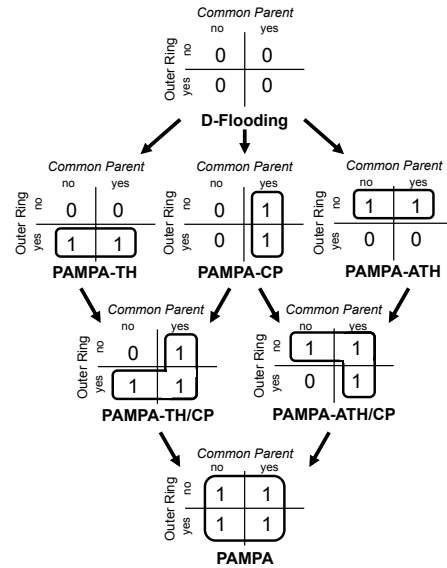 Common Parent
no yes
Outer Ring
no 0 0
yes 0 0
D-Flooding
Common Parent
no yes
Outer Ring
no 0 0
yes 1 1
PAMPA-TH
Common Parent
no yes
Outer Ring
no 0 1
yes 0 1
PAMPA-CP
Common Parent
no yes
Outer Ring
no 1 1
yes 0 0
PAMPA-ATH
Common Parent
no yes
Outer Ring
no 0 1
yes 1 1
PAMPA-TH/CP
Common Parent
no yes
Outer Ring
no 1 1
yes 0 1
PAMPA-ATH/CP
Common Parent
no yes
Outer Ring
no 1 1
yes 1 1
PAMPA